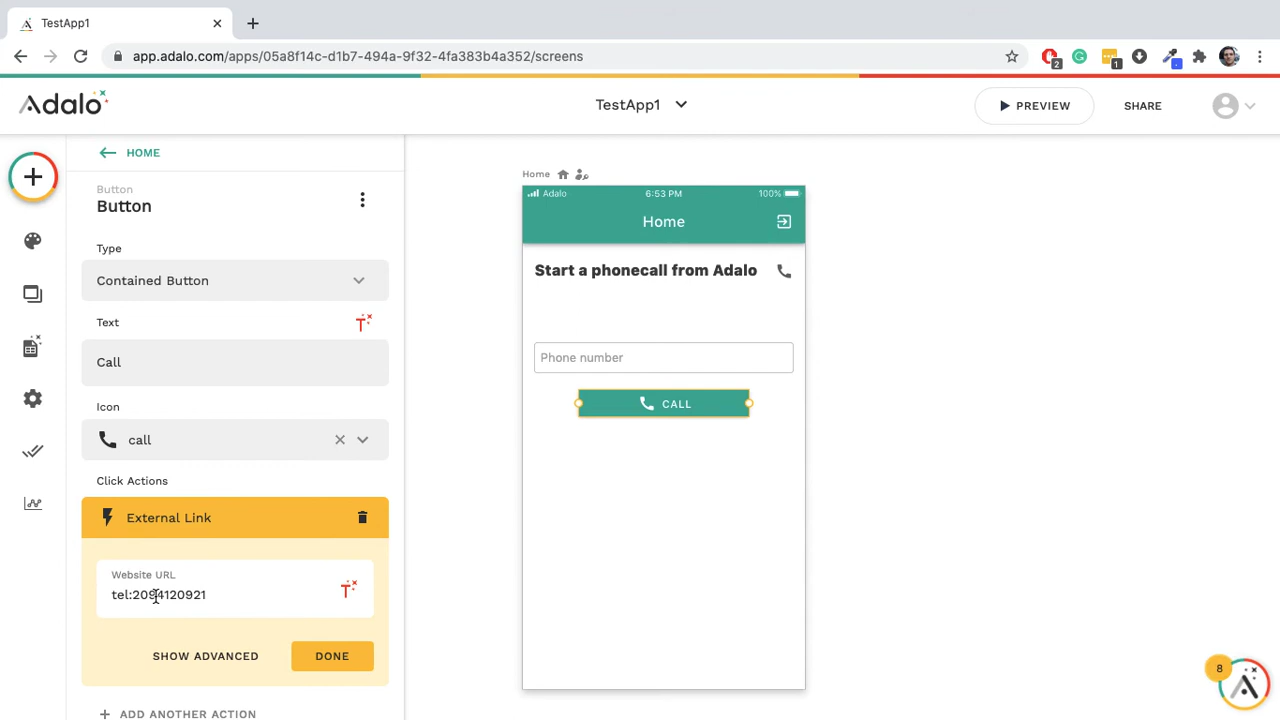 TestApp1
app.adalo.com/apps/05a8f14c-d1b7-494a-9f32-4fa383b4a352/screens
2
1
Adalo
TestApp1
PREVIEW
SHARE
HOME
Button
Button
Type
Contained Button
Text
Call
Icon
call
Click Actions
External Link
Website URL
tel:2094120921
SHOW ADVANCED
DONE
ADD ANOTHER ACTION
Home
Adalo 6:53 PM 100%
Home
Start a phonecall from Adalo
Phone number
CALL
8